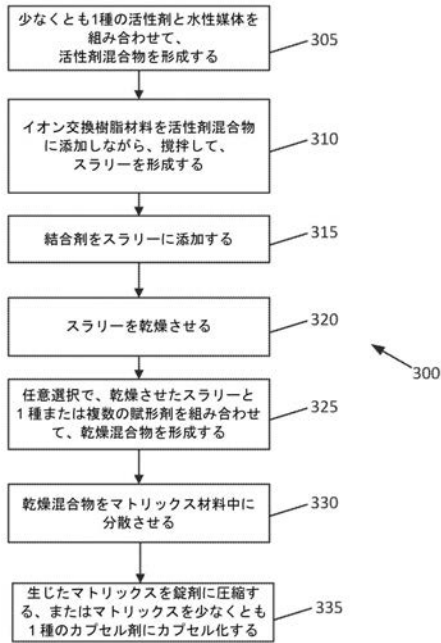 少なくとも1種の活性剤と水性媒体を
組み合わせて、
活性剤混合物を形成する
305
イオン交換樹脂材料を活性剤混合物
に添加しながら、撹拌して、
スラリーを形成する
310
結合剤をスラリーに添加する
315
スラリーを乾燥させる
320
300
任意選択で、乾燥させたスラリーと
1種または複数の賦形剤を組み合わせ
て、乾燥混合物を形成する
325
乾燥混合物をマトリックス材料中に
分散させる
330
生じたマトリックスを錠剤に圧縮す
る、またはマトリックスを少なくとも
1種のカプセル剤にカプセル化する
335